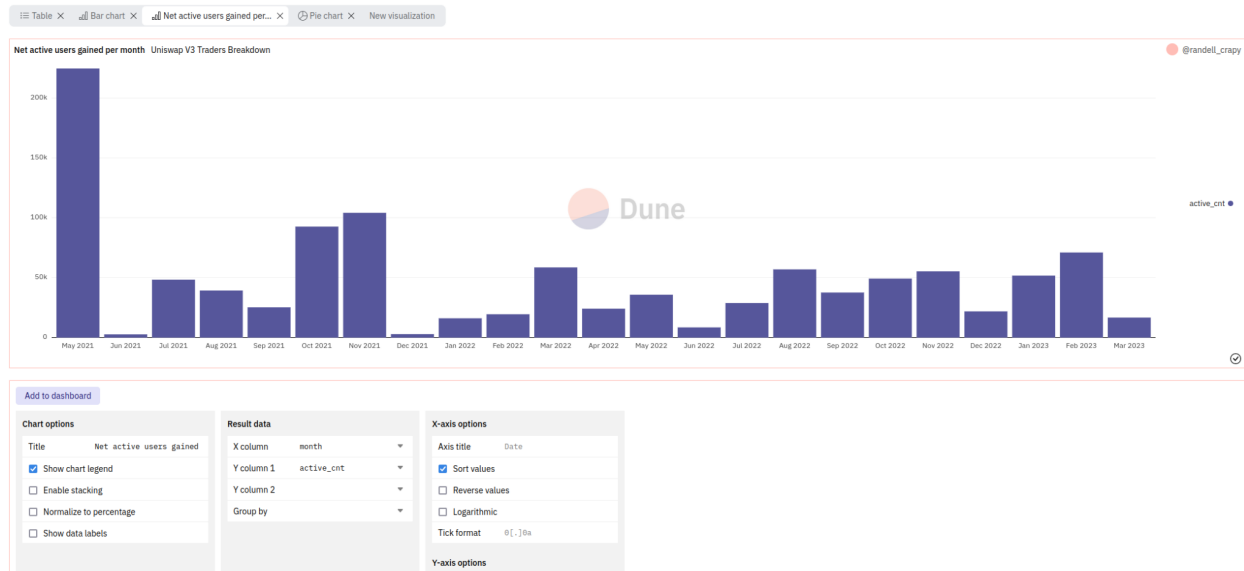 Table Bar chart Net active users gained per... Pie chart New visualization
Net active users gained per month Uniswap V3 Traders Breakdown
@randell_crapy
200k
150k
100k
50k
0
Dune
active_cnt
May 2021 Jun 2021 Jul 2021 Aug 2021 Sep 2021 Oct 2021 Nov 2021 Dec 2021 Jan 2022 Feb 2022 Mar 2022 Apr 2022 May 2022 Jun 2022 Jul 2022 Aug 2022 Sep 2022 Oct 2022 Nov 2022 Dec 2022 Jan 2023 Feb 2023 Mar 2023
Add to dashboard
Chart options
Title Net active users gained
Show chart legend
Enable stacking
Normalize to percentage
Show data labels
Result data
X column month
Y column 1 active_cnt
Y column 2
Group by
X-axis options
Axis title Date
Sort values
Reverse values
Logarithmic
Tick format 0[.]0a
Y-axis options